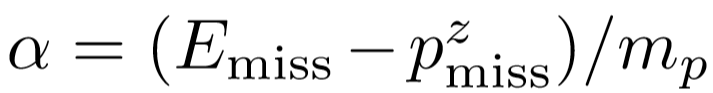 α = (E_miss − p^z_miss)/m_p